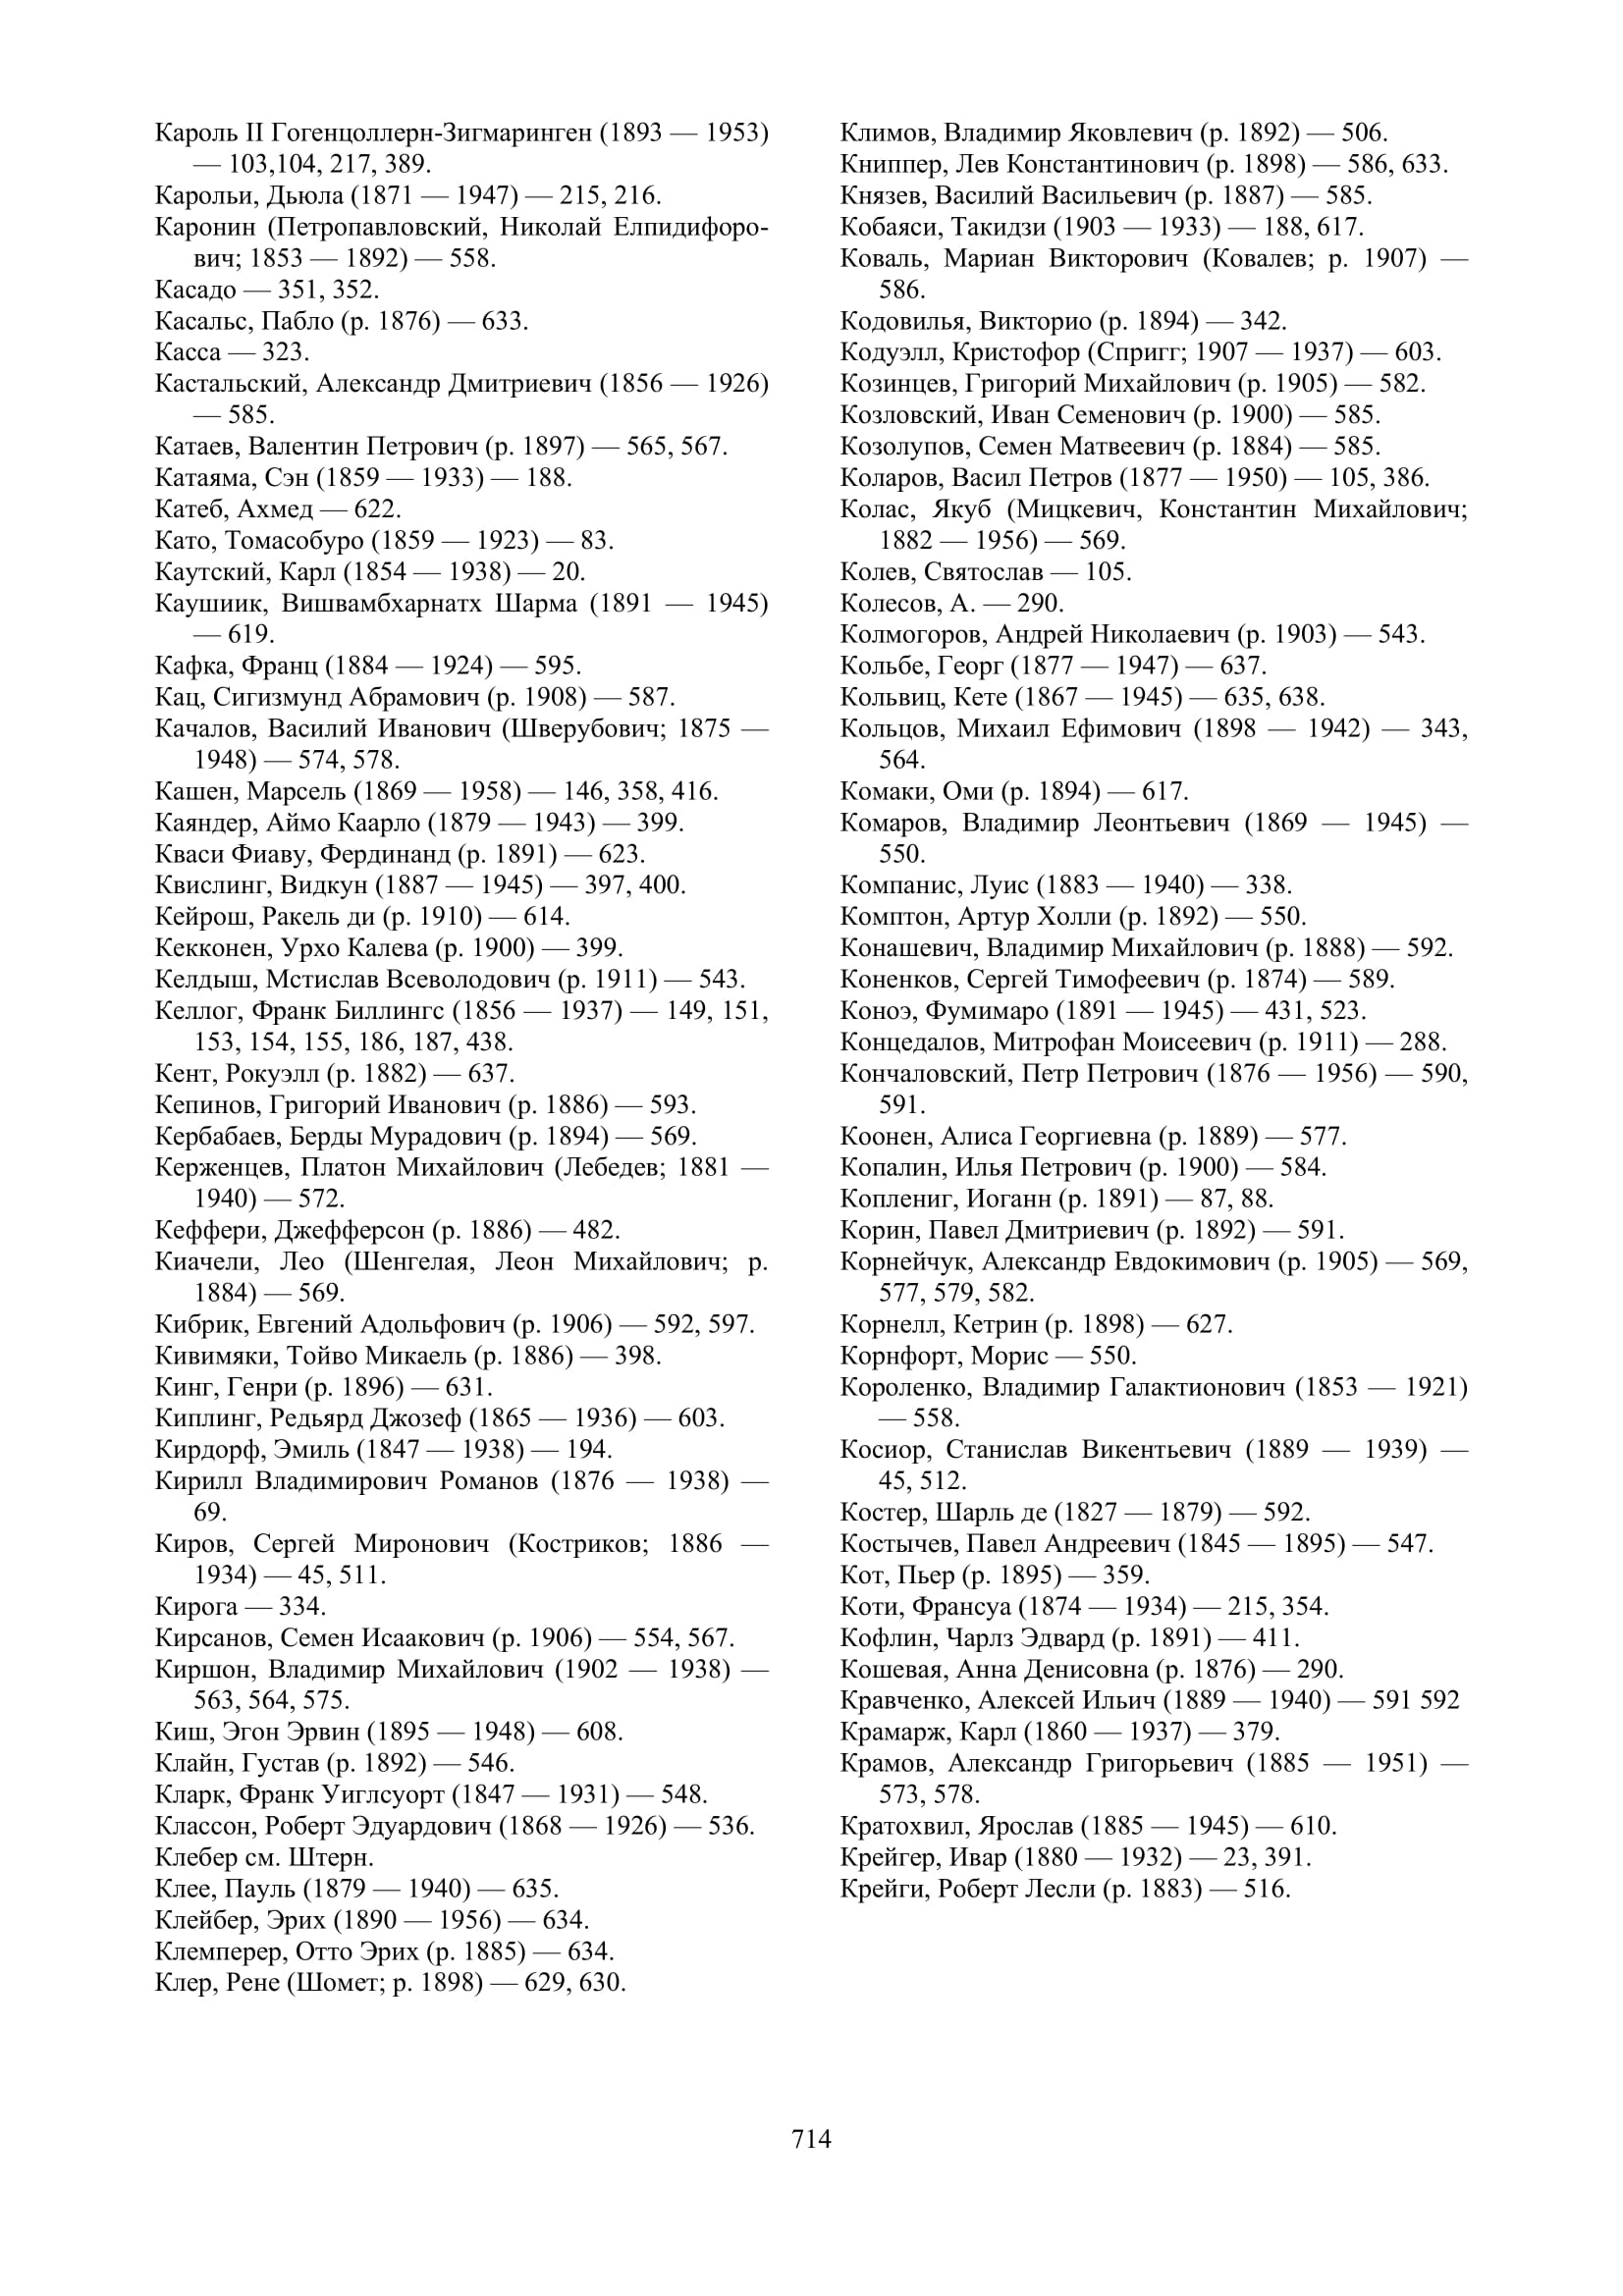 Кароль II Гогенцоллерн-Зигмаринген (1893 — 1953)
— 103,104, 217, 389.
Карольи, Дьюла (1871 — 1947) — 215, 216.
Каронин (Петропавловский, Николай Елпидифоро-
вич; 1853 — 1892) — 558.
Касадо — 351, 352.
Касальс, Пабло (р. 1876) — 633.
Касса — 323.
Кастальский, Александр Дмитриевич (1856 — 1926)
— 585.
Катаев, Валентин Петрович (р. 1897) — 565, 567.
Катаяма, Сэн (1859 — 1933) — 188.
Катеб, Ахмед — 622.
Като, Томасобуро (1859 — 1923) — 83.
Каутский, Карл (1854 — 1938) — 20.
Каушиик, Вишвамбхарнатх Шарма (1891 — 1945)
— 619.
Кафка, Франц (1884 — 1924) — 595.
Кац, Сигизмунд Абрамович (р. 1908) — 587.
Качалов, Василий Иванович (Шверубович; 1875 —
1948) — 574, 578.
Кашен, Марсель (1869 — 1958) — 146, 358, 416.
Каяндер, Аймо Каарло (1879 — 1943) — 399.
Кваси Фиаву, Фердинанд (р. 1891) — 623.
Квислинг, Видкун (1887 — 1945) — 397, 400.
Кейрош, Ракель ди (р. 1910) — 614.
Кекконен, Урхо Калева (р. 1900) — 399.
Келдыш, Мстислав Всеволодович (р. 1911) — 543.
Келлог, Франк Биллингс (1856 — 1937) — 149, 151,
153, 154, 155, 186, 187, 438.
Кент, Рокуэлл (р. 1882) — 637.
Кепинов, Григорий Иванович (р. 1886) — 593.
Кербабаев, Берды Мурадович (р. 1894) — 569.
Керженцев, Платон Михайлович (Лебедев; 1881 —
1940) — 572.
Кеффери, Джефферсон (р. 1886) — 482.
Киачели, Лео (Шенгелая, Леон Михайлович; р.
1884) — 569.
Кибрик, Евгений Адольфович (р. 1906) — 592, 597.
Кивимяки, Тойво Микаель (р. 1886) — 398.
Кинг, Генри (р. 1896) — 631.
Киплинг, Редьярд Джозеф (1865 — 1936) — 603.
Кирдорф, Эмиль (1847 — 1938) — 194.
Кирилл Владимирович Романов (1876 — 1938) —
69.
Киров, Сергей Миронович (Костриков; 1886 —
1934) — 45, 511.
Кирога — 334.
Кирсанов, Семен Исаакович (р. 1906) — 554, 567.
Киршон, Владимир Михайлович (1902 — 1938) —
563, 564, 575.
Киш, Эгон Эрвин (1895 — 1948) — 608.
Клайн, Густав (р. 1892) — 546.
Кларк, Франк Уиглсуорт (1847 — 1931) — 548.
Классон, Роберт Эдуардович (1868 — 1926) — 536.
Клебер см. Штерн.
Клее, Пауль (1879 — 1940) — 635.
Клейбер, Эрих (1890 — 1956) — 634.
Клемперер, Отто Эрих (р. 1885) — 634.
Клер, Рене (Шомет; р. 1898) — 629, 630.
Климов, Владимир Яковлевич (р. 1892) — 506.
Книппер, Лев Константинович (р. 1898) — 586, 633.
Князев, Василий Васильевич (р. 1887) — 585.
Кобаяси, Такидзи (1903 — 1933) — 188, 617.
Коваль, Мариан Викторович (Ковалев; р. 1907) —
586.
Кодовилья, Викторио (р. 1894) — 342.
Кодуэлл, Кристофор (Спригг; 1907 — 1937) — 603.
Козинцев, Григорий Михайлович (р. 1905) — 582.
Козловский, Иван Семенович (р. 1900) — 585.
Козолупов, Семен Матвеевич (р. 1884) — 585.
Коларов, Васил Петров (1877 — 1950) — 105, 386.
Колас, Якуб (Мицкевич, Константин Михайлович;
1882 — 1956) — 569.
Колев, Святослав — 105.
Колесов, А. — 290.
Колмогоров, Андрей Николаевич (р. 1903) — 543.
Кольбе, Георг (1877 — 1947) — 637.
Кольвиц, Кете (1867 — 1945) — 635, 638.
Кольцов, Михаил Ефимович (1898 — 1942) — 343,
564.
Комаки, Оми (р. 1894) — 617.
Комаров, Владимир Леонтьевич (1869 — 1945) —
550.
Компанис, Луис (1883 — 1940) — 338.
Комптон, Артур Холли (р. 1892) — 550.
Конашевич, Владимир Михайлович (р. 1888) — 592.
Коненков, Сергей Тимофеевич (р. 1874) — 589.
Коноэ, Фумимаро (1891 — 1945) — 431, 523.
Концедалов, Митрофан Моисеевич (р. 1911) — 288.
Кончаловский, Петр Петрович (1876 — 1956) — 590,
591.
Коонен, Алиса Георгиевна (р. 1889) — 577.
Копалин, Илья Петрович (р. 1900) — 584.
Коплениг, Иоганн (р. 1891) — 87, 88.
Корин, Павел Дмитриевич (р. 1892) — 591.
Корнейчук, Александр Евдокимович (р. 1905) — 569,
577, 579, 582.
Корнелл, Кетрин (р. 1898) — 627.
Корнфорт, Морис — 550.
Короленко, Владимир Галактионович (1853 — 1921)
— 558.
Косиор, Станислав Викентьевич (1889 — 1939) —
45, 512.
Костер, Шарль де (1827 — 1879) — 592.
Костычев, Павел Андреевич (1845 — 1895) — 547.
Кот, Пьер (р. 1895) — 359.
Коти, Франсуа (1874 — 1934) — 215, 354.
Кофлин, Чарлз Эдвард (р. 1891) — 411.
Кошевая, Анна Денисовна (р. 1876) — 290.
Кравченко, Алексей Ильич (1889 — 1940) — 591 592
Крамарж, Карл (1860 — 1937) — 379.
Крамов, Александр Григорьевич (1885 — 1951) —
573, 578.
Кратохвил, Ярослав (1885 — 1945) — 610.
Крейгер, Ивар (1880 — 1932) — 23, 391.
Крейги, Роберт Лесли (р. 1883) — 516.
714